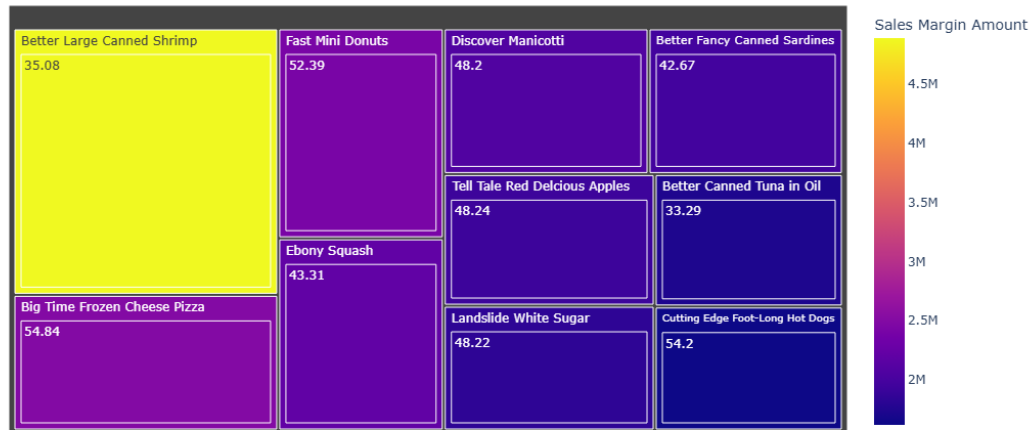 Better Large Canned Shrimp
35.08
Big Time Frozen Cheese Pizza
54.84
Fast Mini Donuts
52.39
Ebony Squash
43.31
Discover Manicotti
48.2
Better Fancy Canned Sardines
42.67
Tell Tale Red Delcious Apples
48.24
Better Canned Tuna in Oil
33.29
Landslide White Sugar
48.22
Cutting Edge Foot-Long Hot Dogs
54.2
Sales Margin Amount
4.5M
4M
3.5M
3M
2.5M
2M